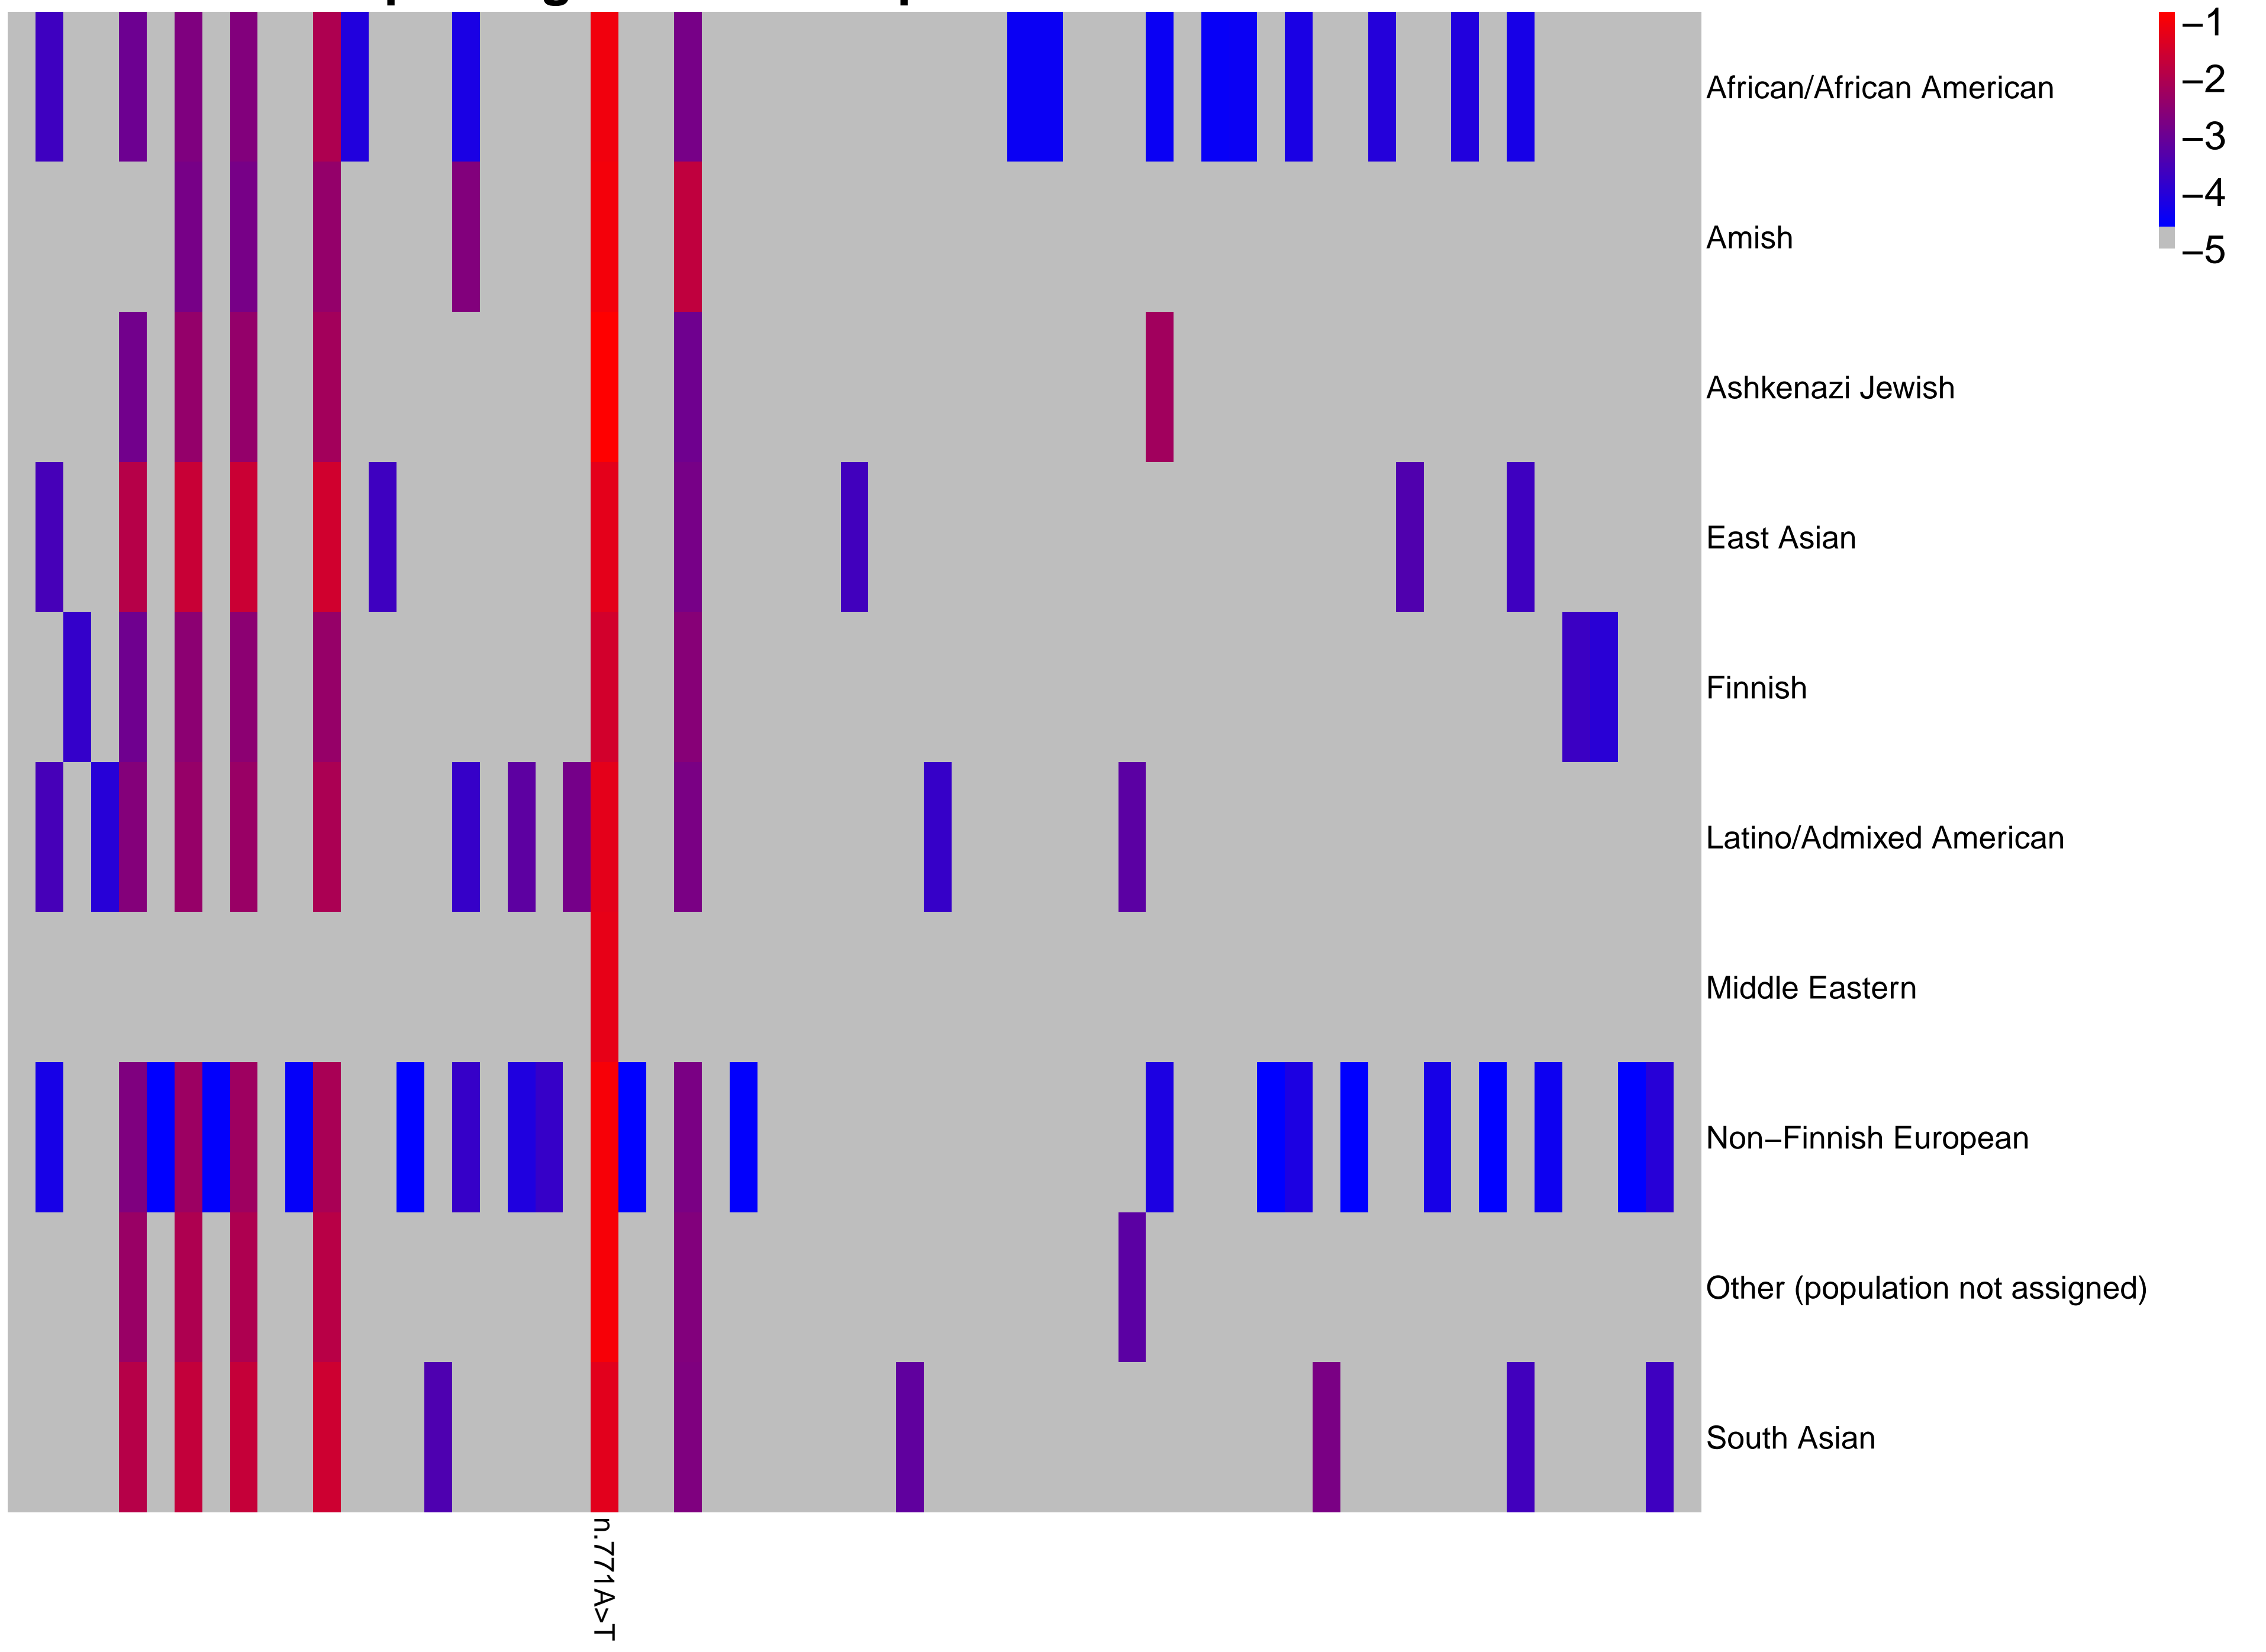 African/African American
Amish
Ashkenazi Jewish
East Asian
Finnish
Latino/Admixed American
Middle Eastern
Non−Finnish European
Other (population not assigned)
South Asian
−1
−2
−3
−4
−5
n.771A>T